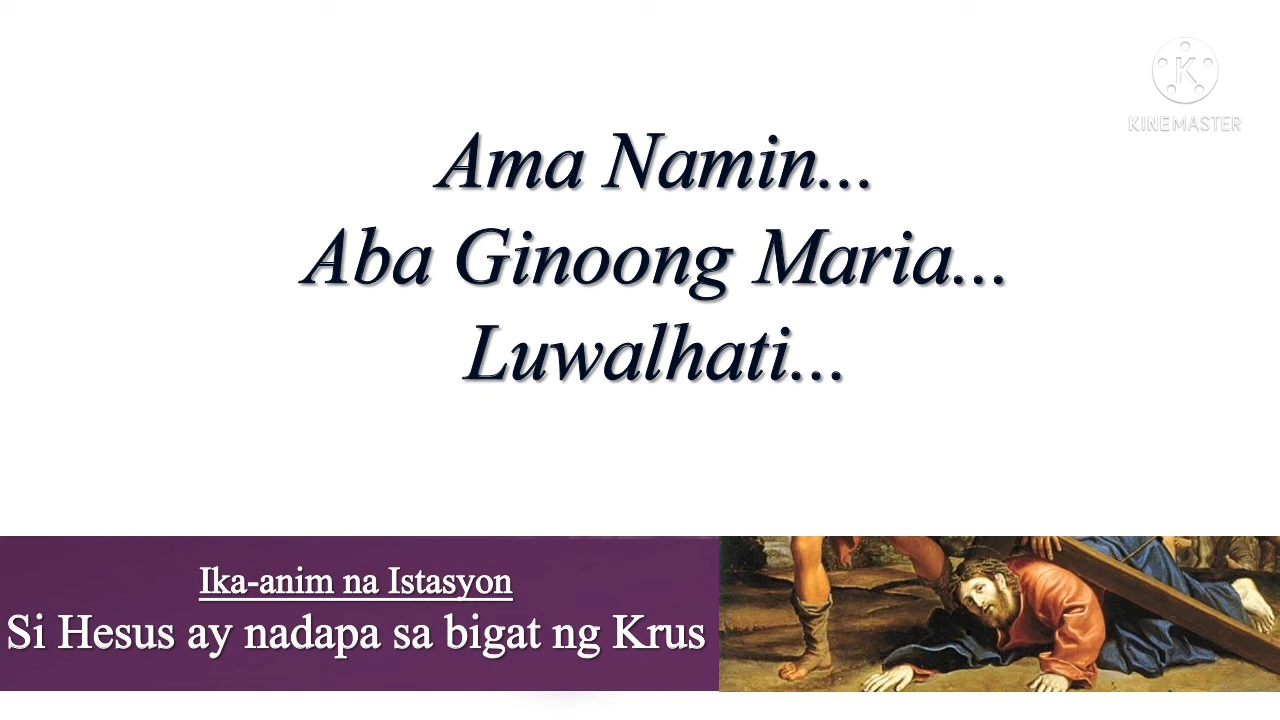 K
KINEMASTER
Ama Namin...
Aba Ginoong Maria...
Luwalhati...
Ika-anim na Istasyon
Si Hesus ay nadapa sa bigat ng Krus